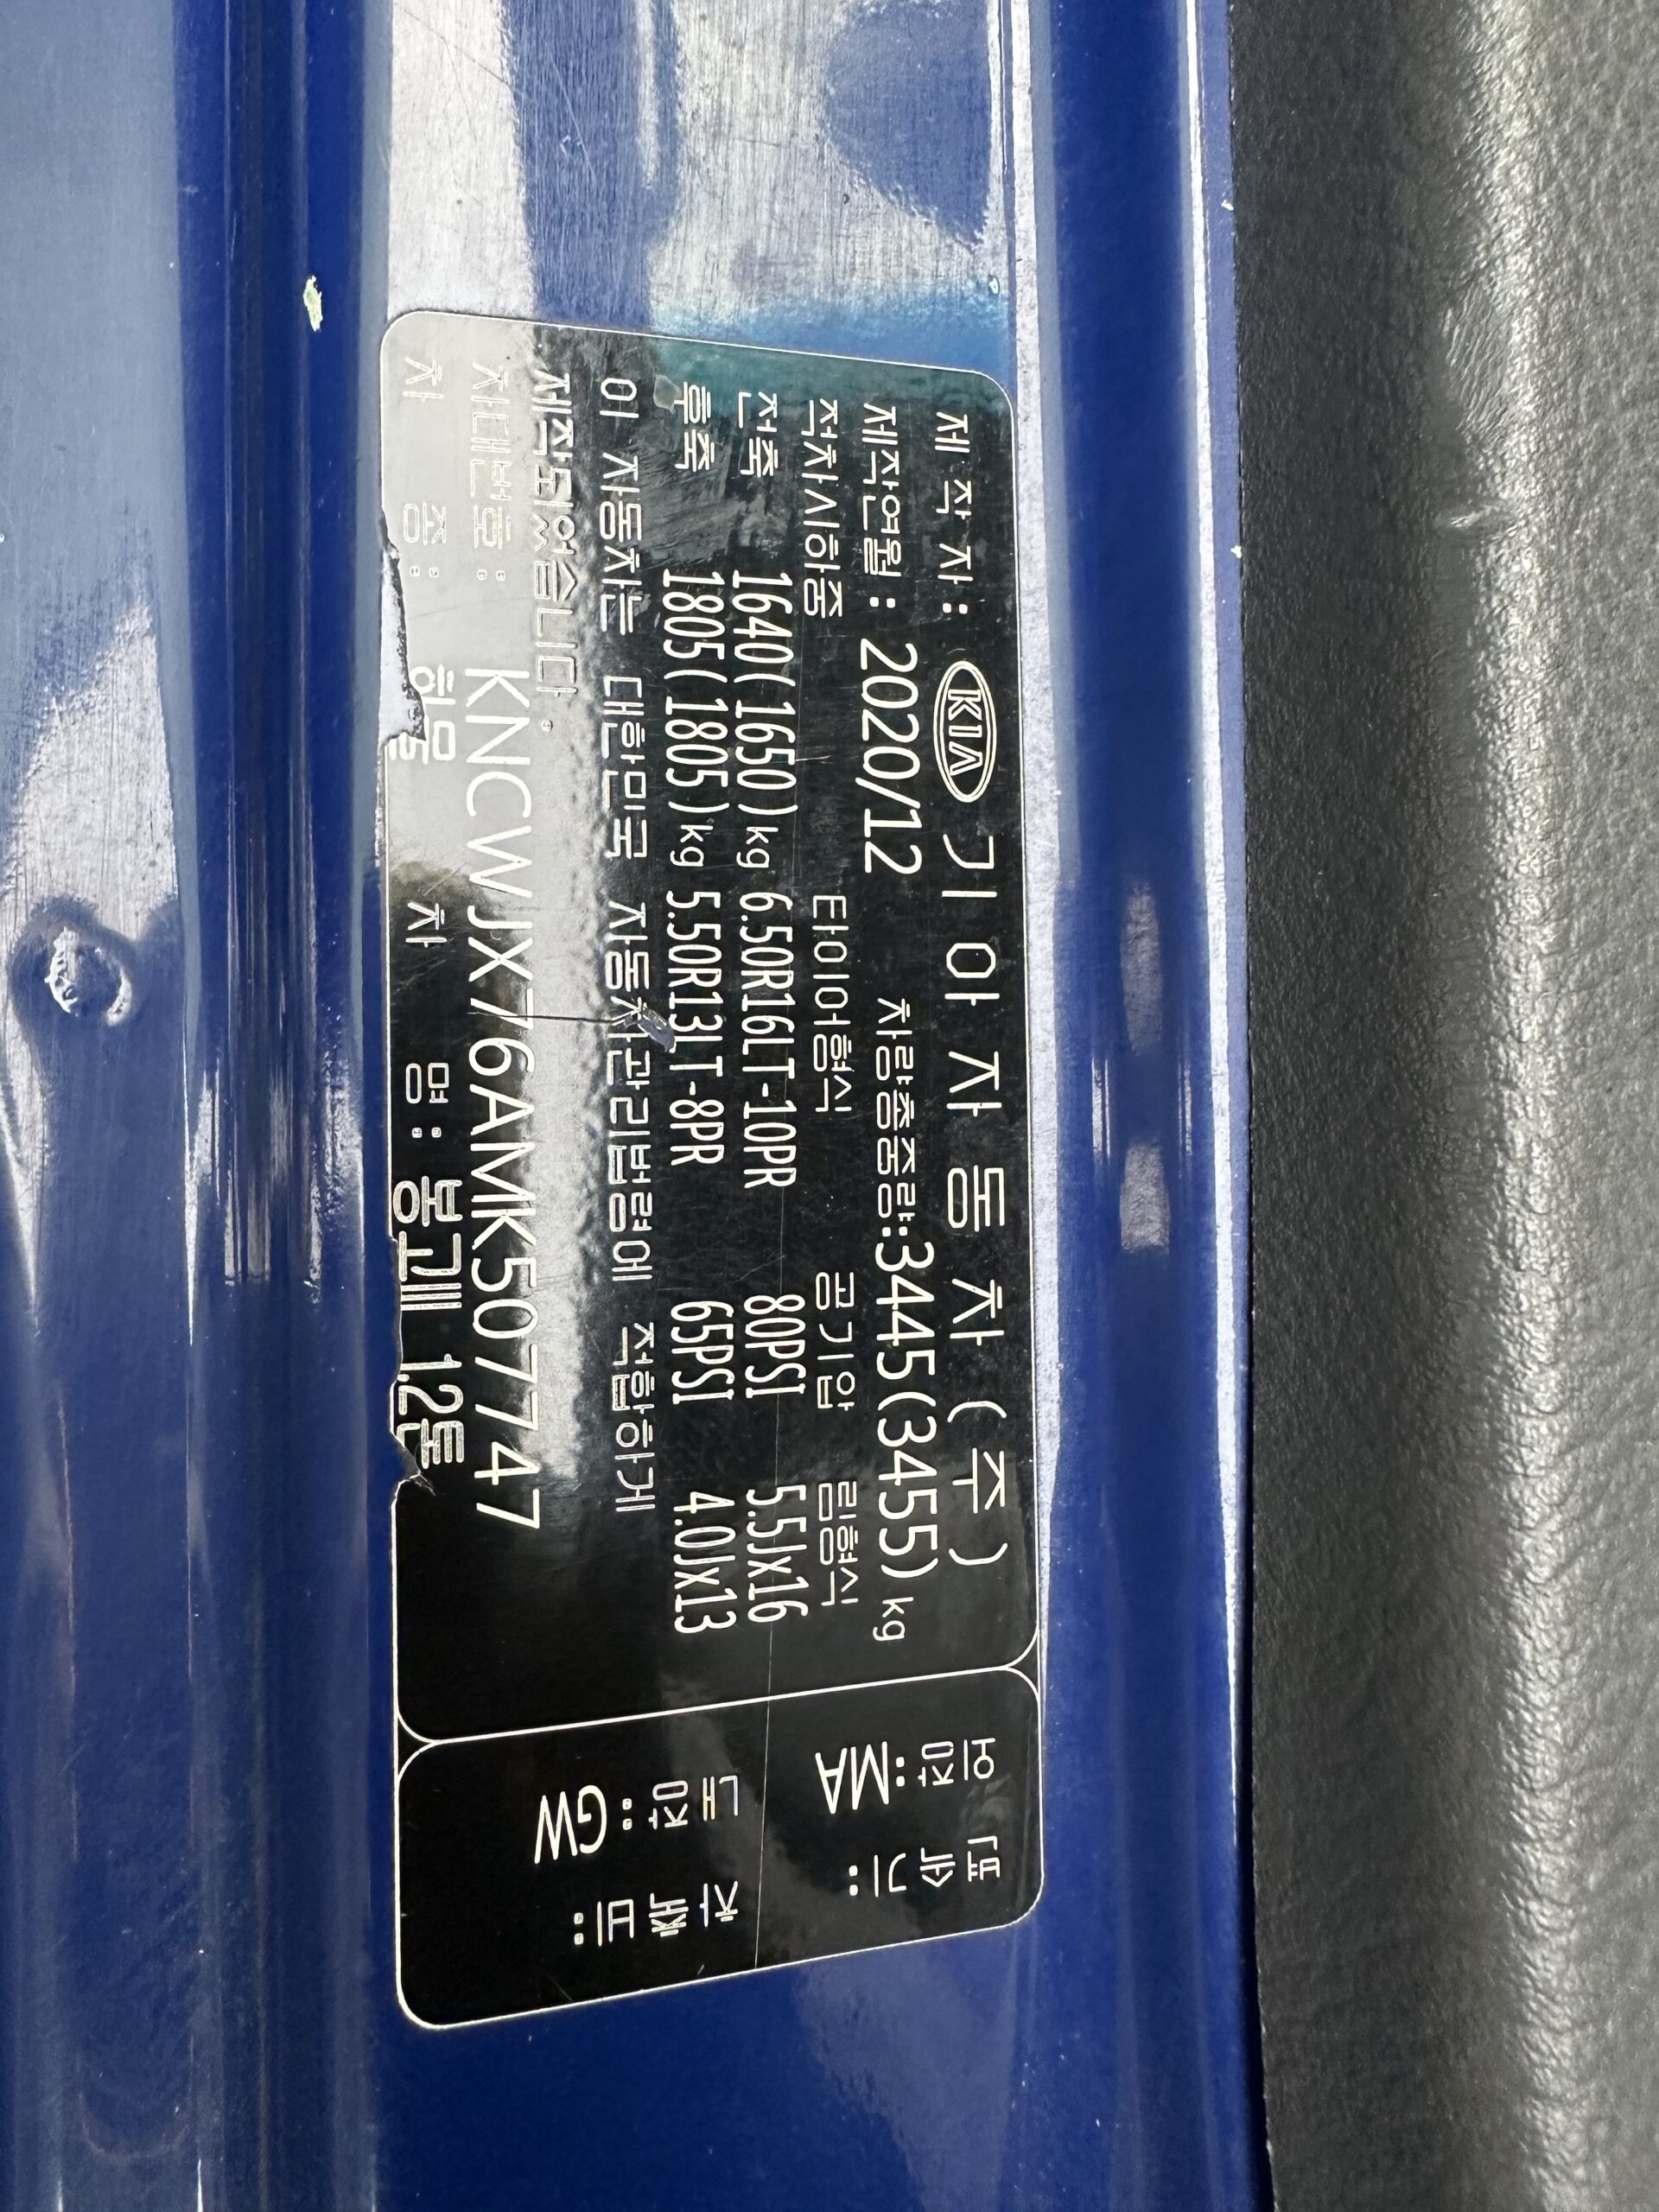 제 작 자: KIA 기 아 자 동 차 (주)
제작연월: 2020/12 차량총중량:3445(3455)kg
적차시하중 타이어형식 공기압 림형식
전축 1640(1650)kg 6.50R16LT-10PR 80PSI 5.5Jx16
후축 1805(1805)kg 5.50R13LT-8PR 65PSI 4.0Jx13
이 자동차는 대한민국 자동차관리법령에 적합하게
제작되었습니다.
차대번호: KNCWJX76AMK507747
차 종: 화물 차 명: 봉고Ⅲ 1.2톤
외장:MA
변속기:
내장:GW
차축비: